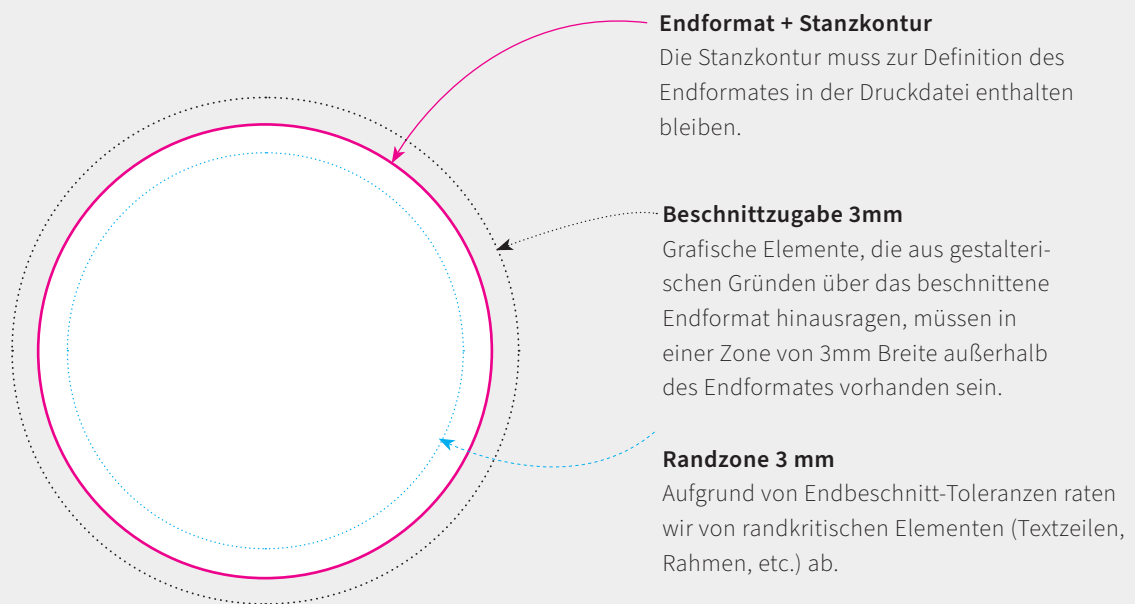 Endformat + Stanzkontur
Die Stanzkontur muss zur Definition des
Endformates in der Druckdatei enthalten
bleiben.
Beschnittzugabe 3mm
Grafische Elemente, die aus gestalteri-
schen Gründen über das beschnittene
Endformat hinausragen, müssen in
einer Zone von 3mm Breite außerhalb
des Endformates vorhanden sein.
Randzone 3 mm
Aufgrund von Endbeschnitt-Toleranzen raten
wir von randkritischen Elementen (Textzeilen,
Rahmen, etc.) ab.